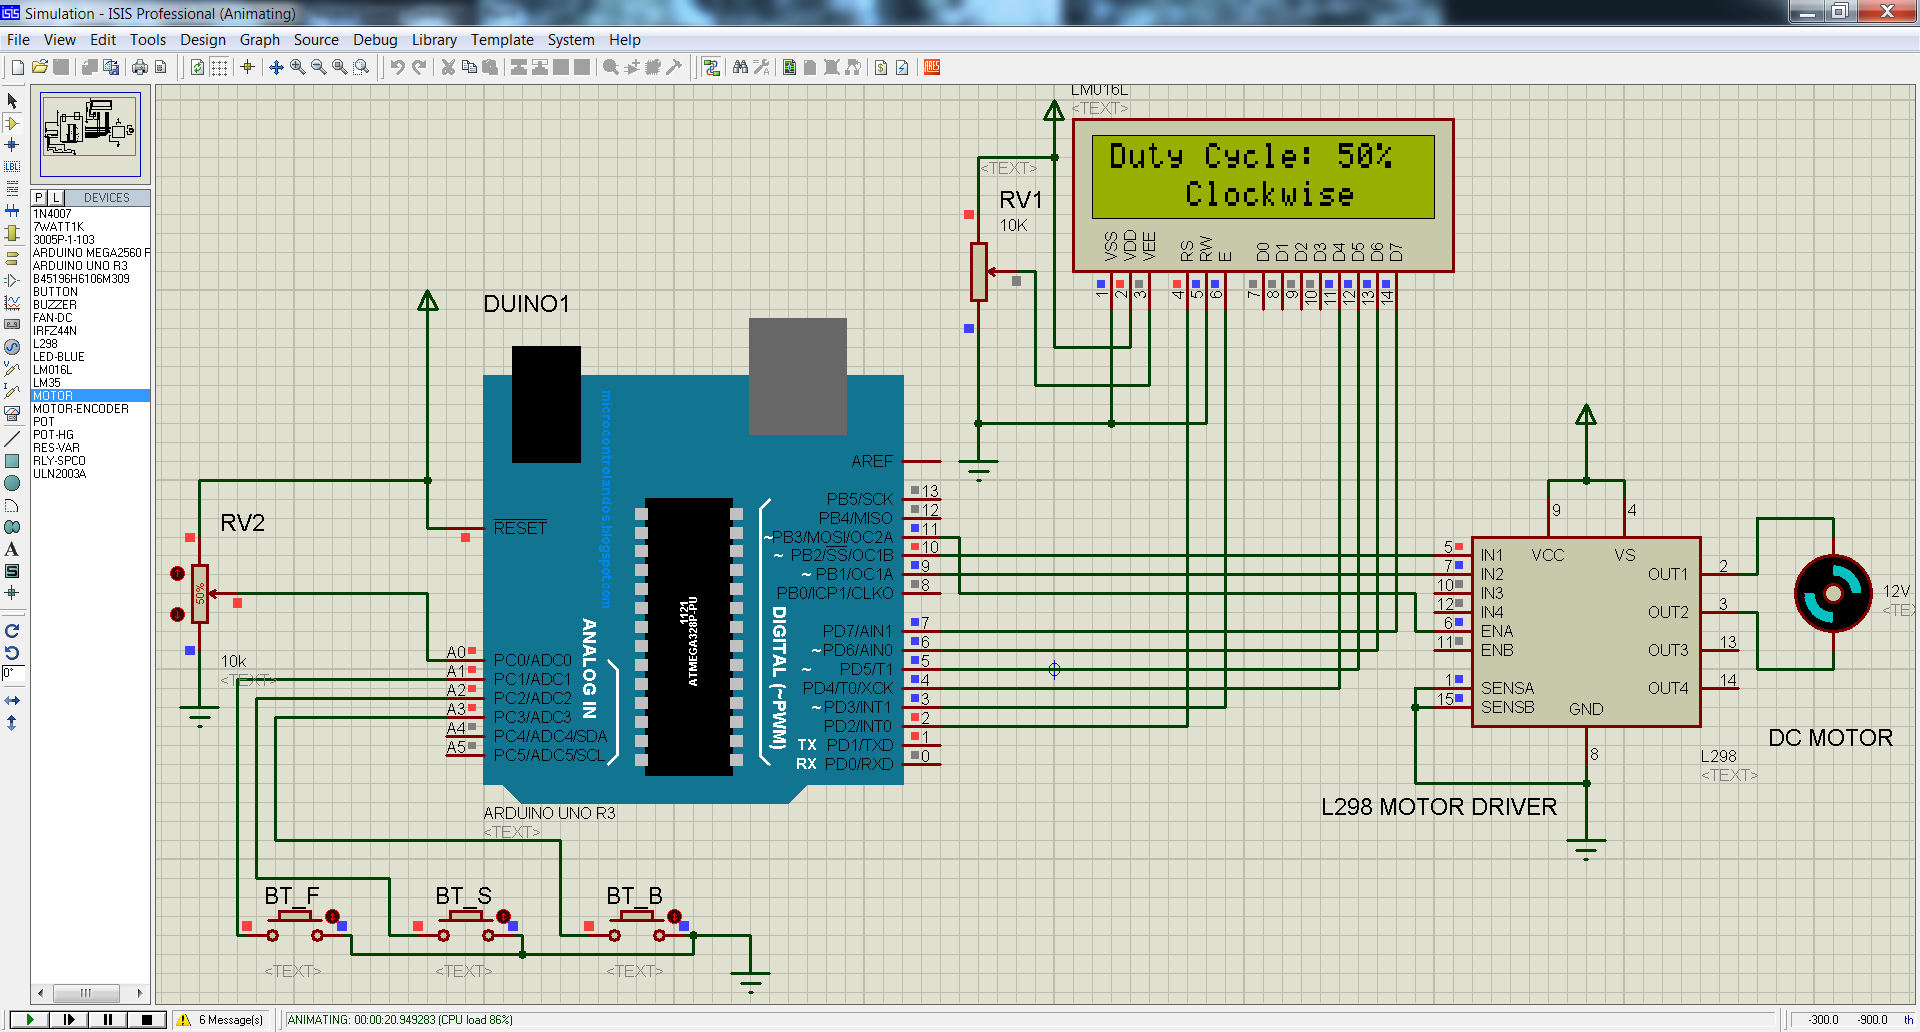 Simulation - ISIS Professional (Animating)
File View Edit Tools Design Graph Source Debug Library Template System Help
P L DEVICES
1N4007
7WATT1K
3005P-1-103
ARDUINO MEGA2560 F
ARDUINO UNO R3
B45196H6106M309
BUTTON
BUZZER
FAN-DC
IRFZ44N
L298
LED-BLUE
LM016L
LM35
MOTOR
MOTOR-ENCODER
POT
POT-HG
RES-VAR
RLY-SPCO
ULN2003A
LM016L
<TEXT>
Duty Cycle: 50%
Clockwise
VSS VDD VEE RS RW E D0 D1 D2 D3 D4 D5 D6 D7
1 2 3 4 5 6 7 8 9 10 11 12 13 14
<TEXT>
RV1
10K
DUINO1
microcontrolandos.blogspot.com
RESET
AREF
PB5/SCK 13
PB4/MISO 12
~PB3/MOSI/OC2A 11
~ PB2/SS/OC1B 10
~ PB1/OC1A 9
PB0/ICP1/CLKO 8
PD7/AIN1 7
~PD6/AIN0 6
~ PD5/T1 5
PD4/T0/XCK 4
~PD3/INT1 3
PD2/INT0 2
TX PD1/TXD 1
RX PD0/RXD 0
DIGITAL (~PWM)
ANALOG IN
1121
ATMEGA328P-PU
A0 PC0/ADC0
A1 PC1/ADC1
A2 PC2/ADC2
A3 PC3/ADC3
A4 PC4/ADC4/SDA
A5 PC5/ADC5/SCL
ARDUINO UNO R3
<TEXT>
RV2
50%
10k
<TEXT>
BT_F BT_S BT_B
<TEXT> <TEXT> <TEXT>
9 4
VCC VS
5 IN1
7 IN2
10 IN3
12 IN4
6 ENA
11 ENB
1 SENSA
15 SENSB
OUT1 2
OUT2 3
OUT3 13
OUT4 14
GND
8
L298
<TEXT>
L298 MOTOR DRIVER
12V
<TE
DC MOTOR
0°
6 Message(s)
ANIMATING: 00:00:20.949283 (CPU load 86%)
-300.0 -900.0 th